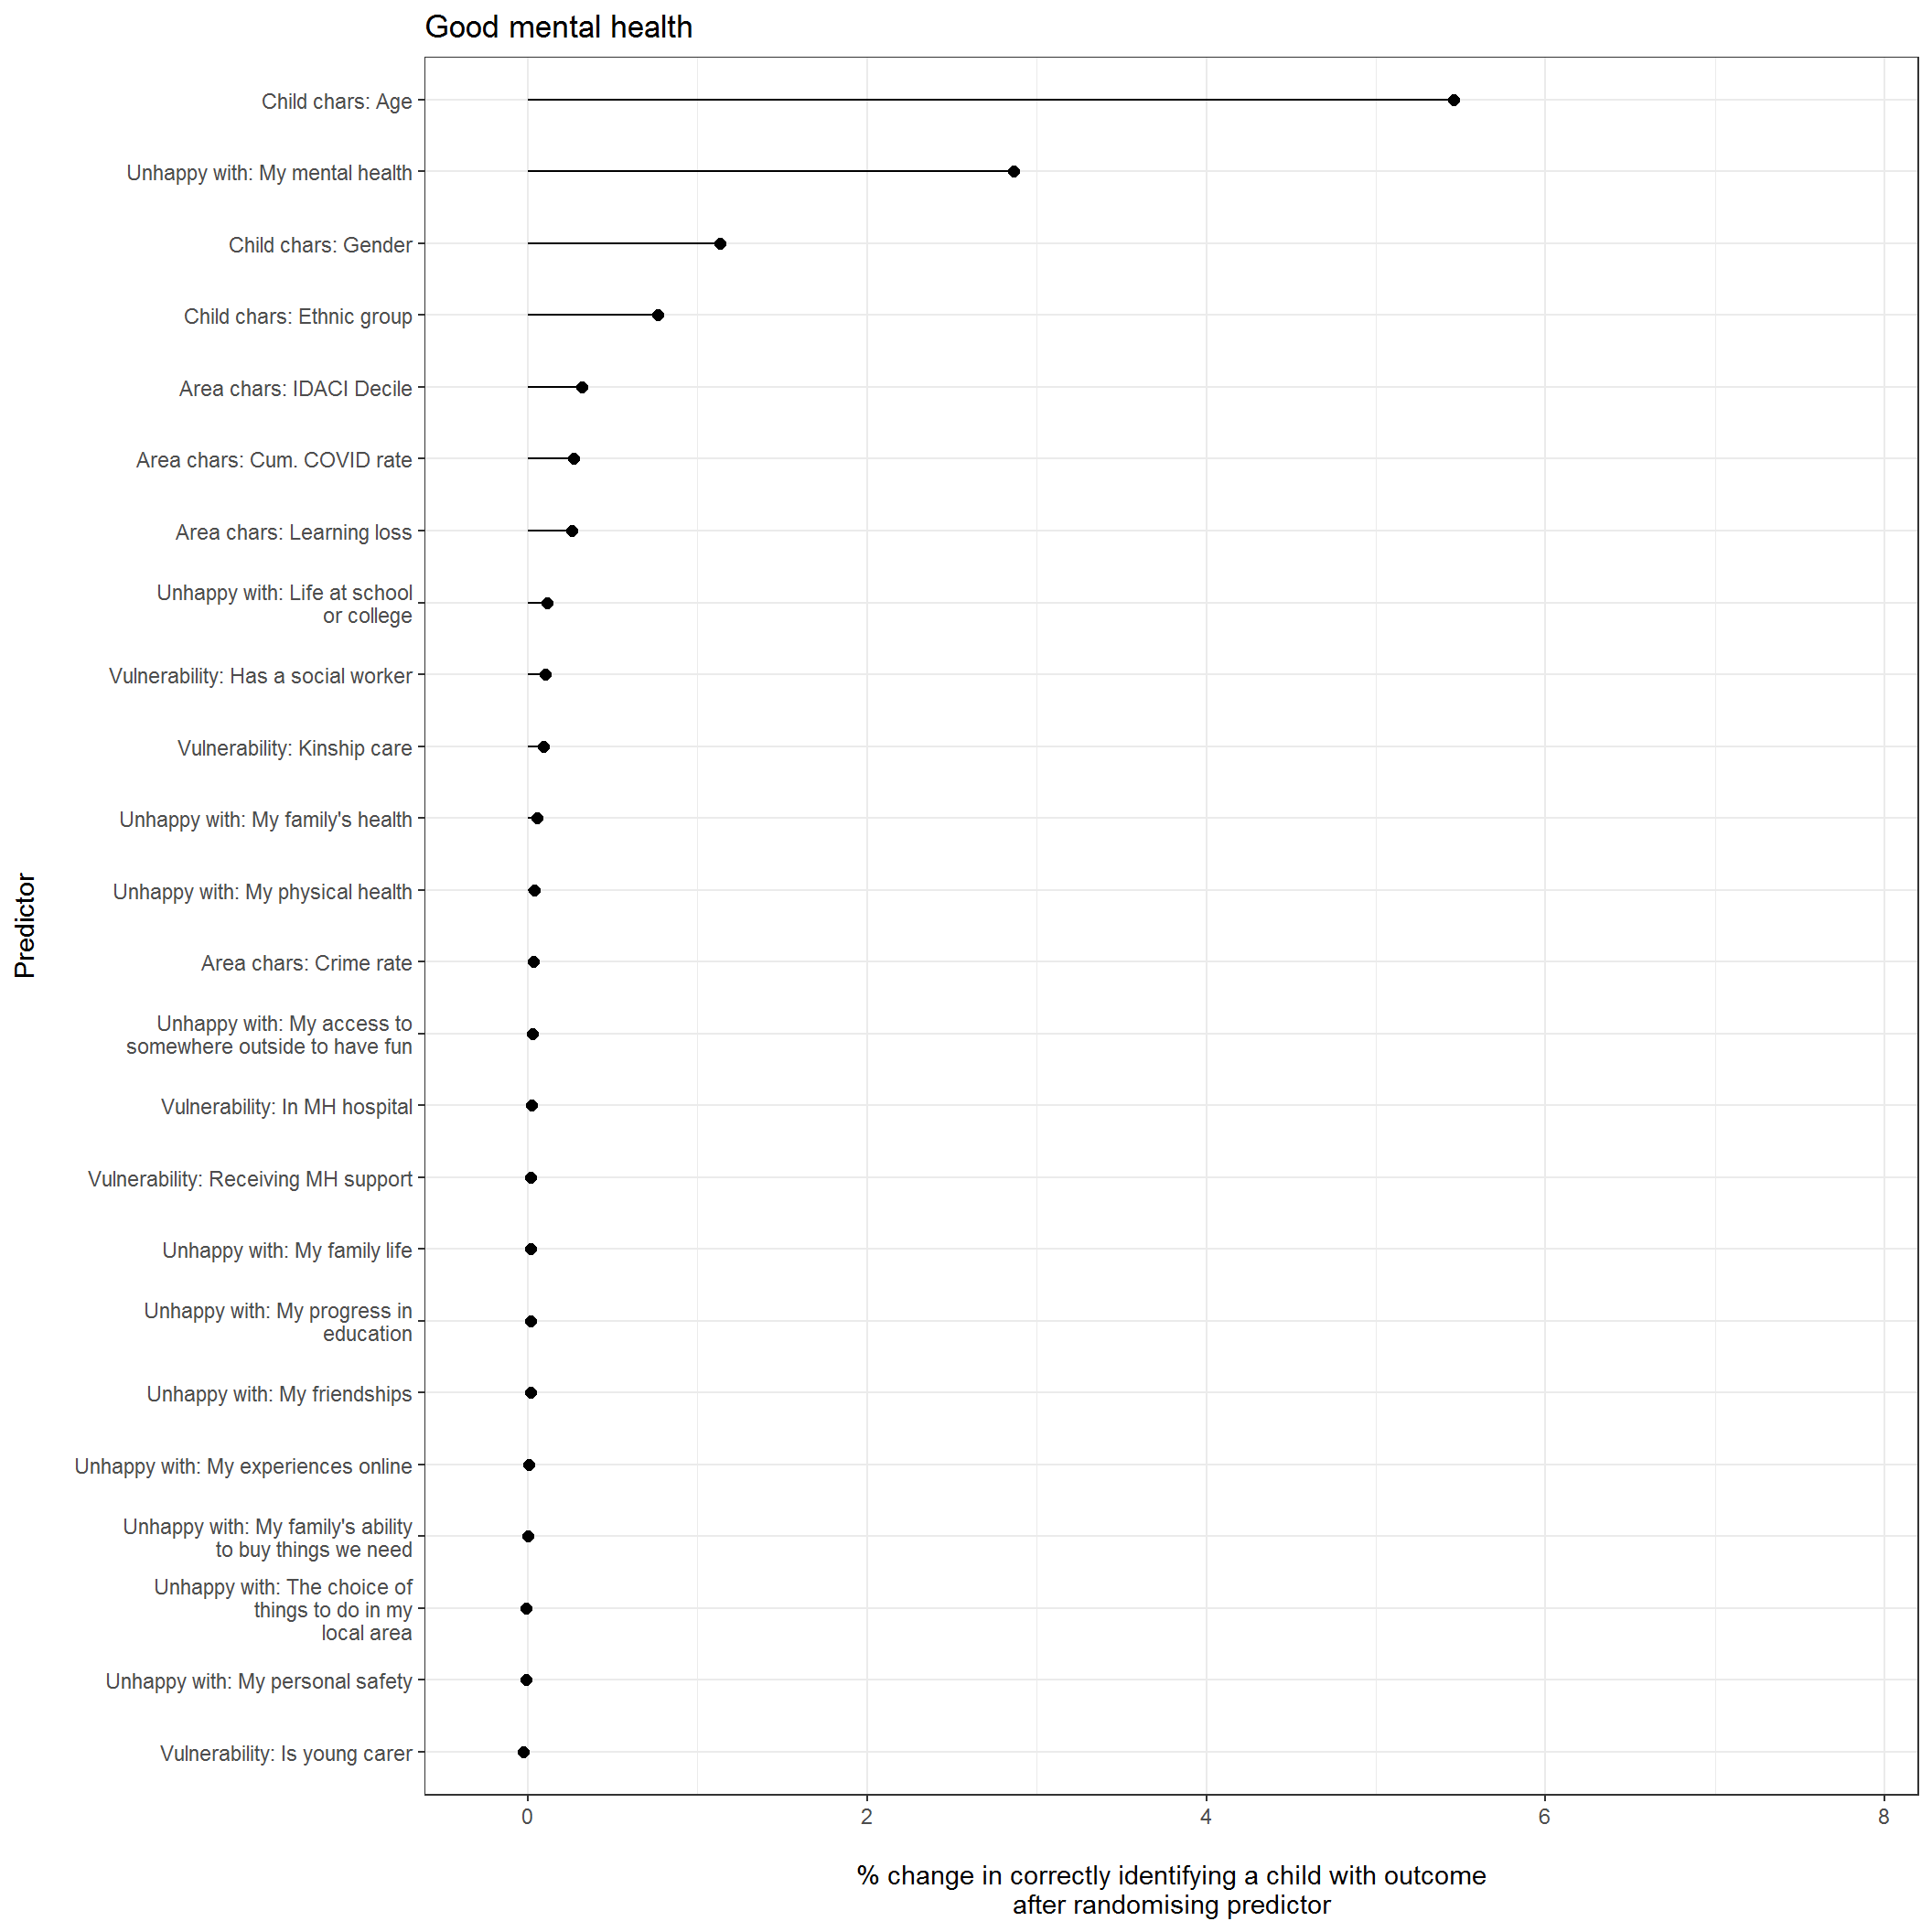 Good mental health
Child chars: Age
Unhappy with: My mental health
Child chars: Gender
Child chars: Ethnic group
Area chars: IDACI Decile
Area chars: Cum. COVID rate
Area chars: Learning loss
Unhappy with: Life at school
or college
Vulnerability: Has a social worker
Vulnerability: Kinship care
Unhappy with: My family's health
Unhappy with: My physical health
Area chars: Crime rate
Unhappy with: My access to
somewhere outside to have fun
Vulnerability: In MH hospital
Vulnerability: Receiving MH support
Unhappy with: My family life
Unhappy with: My progress in
education
Unhappy with: My friendships
Unhappy with: My experiences online
Unhappy with: My family's ability
to buy things we need
Unhappy with: The choice of
things to do in my
local area
Unhappy with: My personal safety
Vulnerability: Is young carer
Predictor
0 2 4 6 8
% change in correctly identifying a child with outcome
after randomising predictor